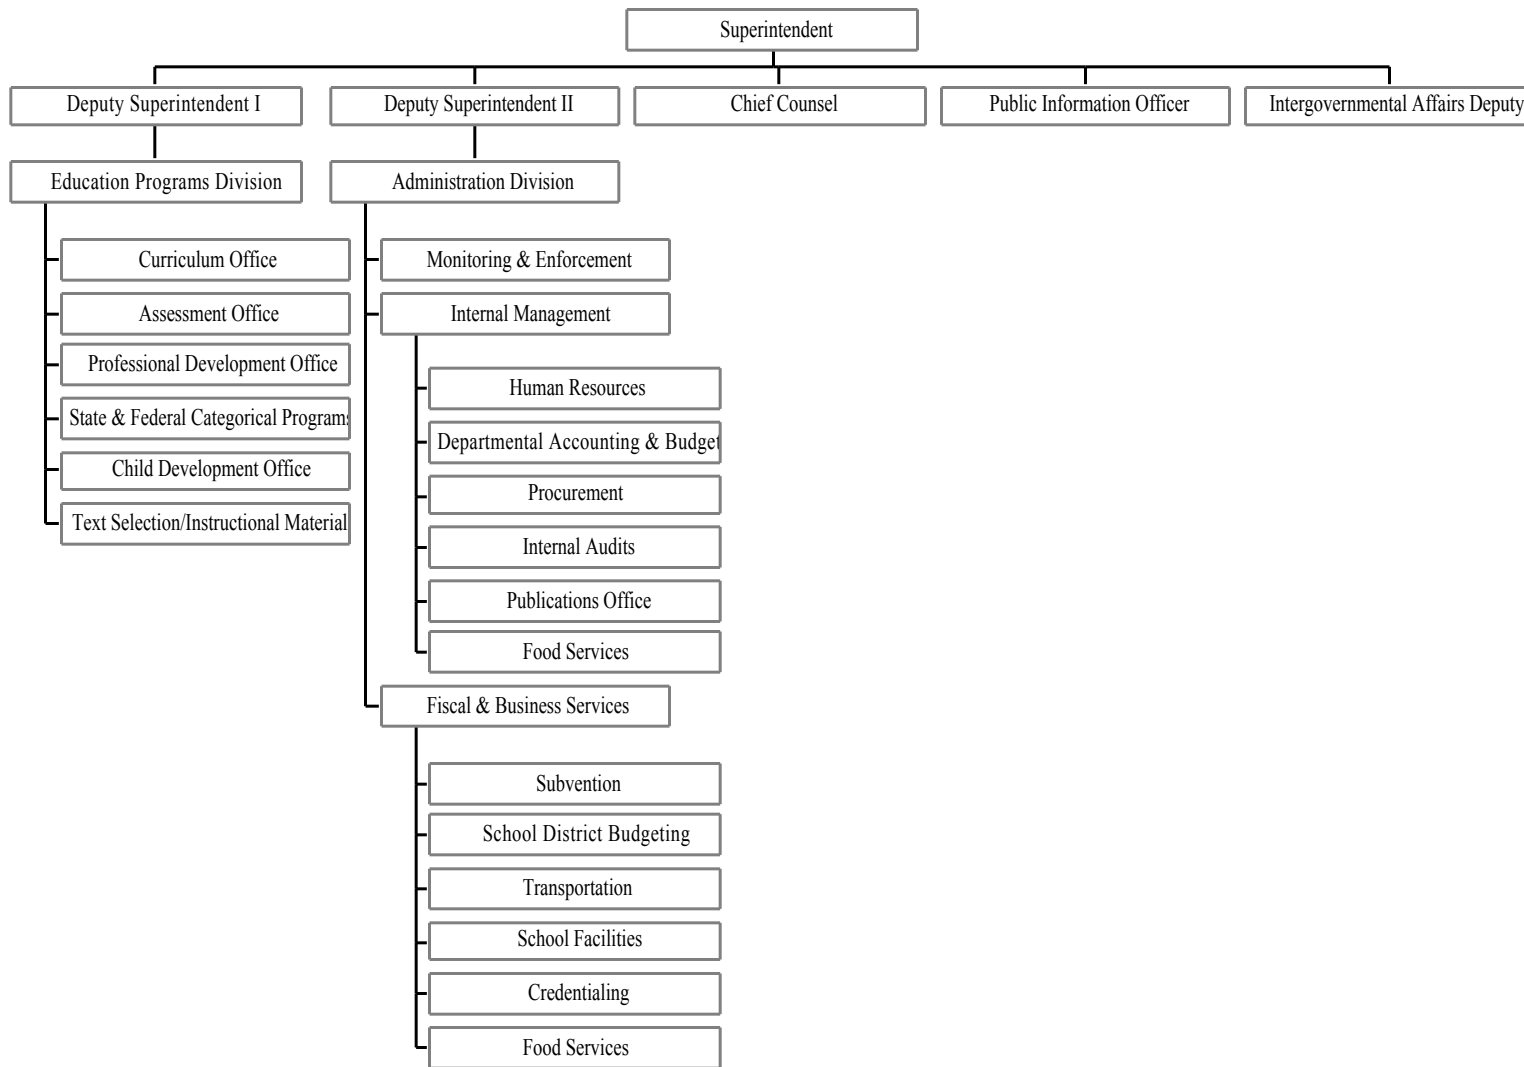 Superintendent
Deputy Superintendent I
Deputy Superintendent II
Chief Counsel
Public Information Officer
Intergovernmental Affairs Deputy
Education Programs Division
Administration Division
Curriculum Office
Assessment Office
Professional Development Office
State & Federal Categorical Programs
Child Development Office
Text Selection/Instructional Material
Monitoring & Enforcement
Internal Management
Human Resources
Departmental Accounting & Budget
Procurement
Internal Audits
Publications Office
Food Services
Fiscal & Business Services
Subvention
School District Budgeting
Transportation
School Facilities
Credentialing
Food Services